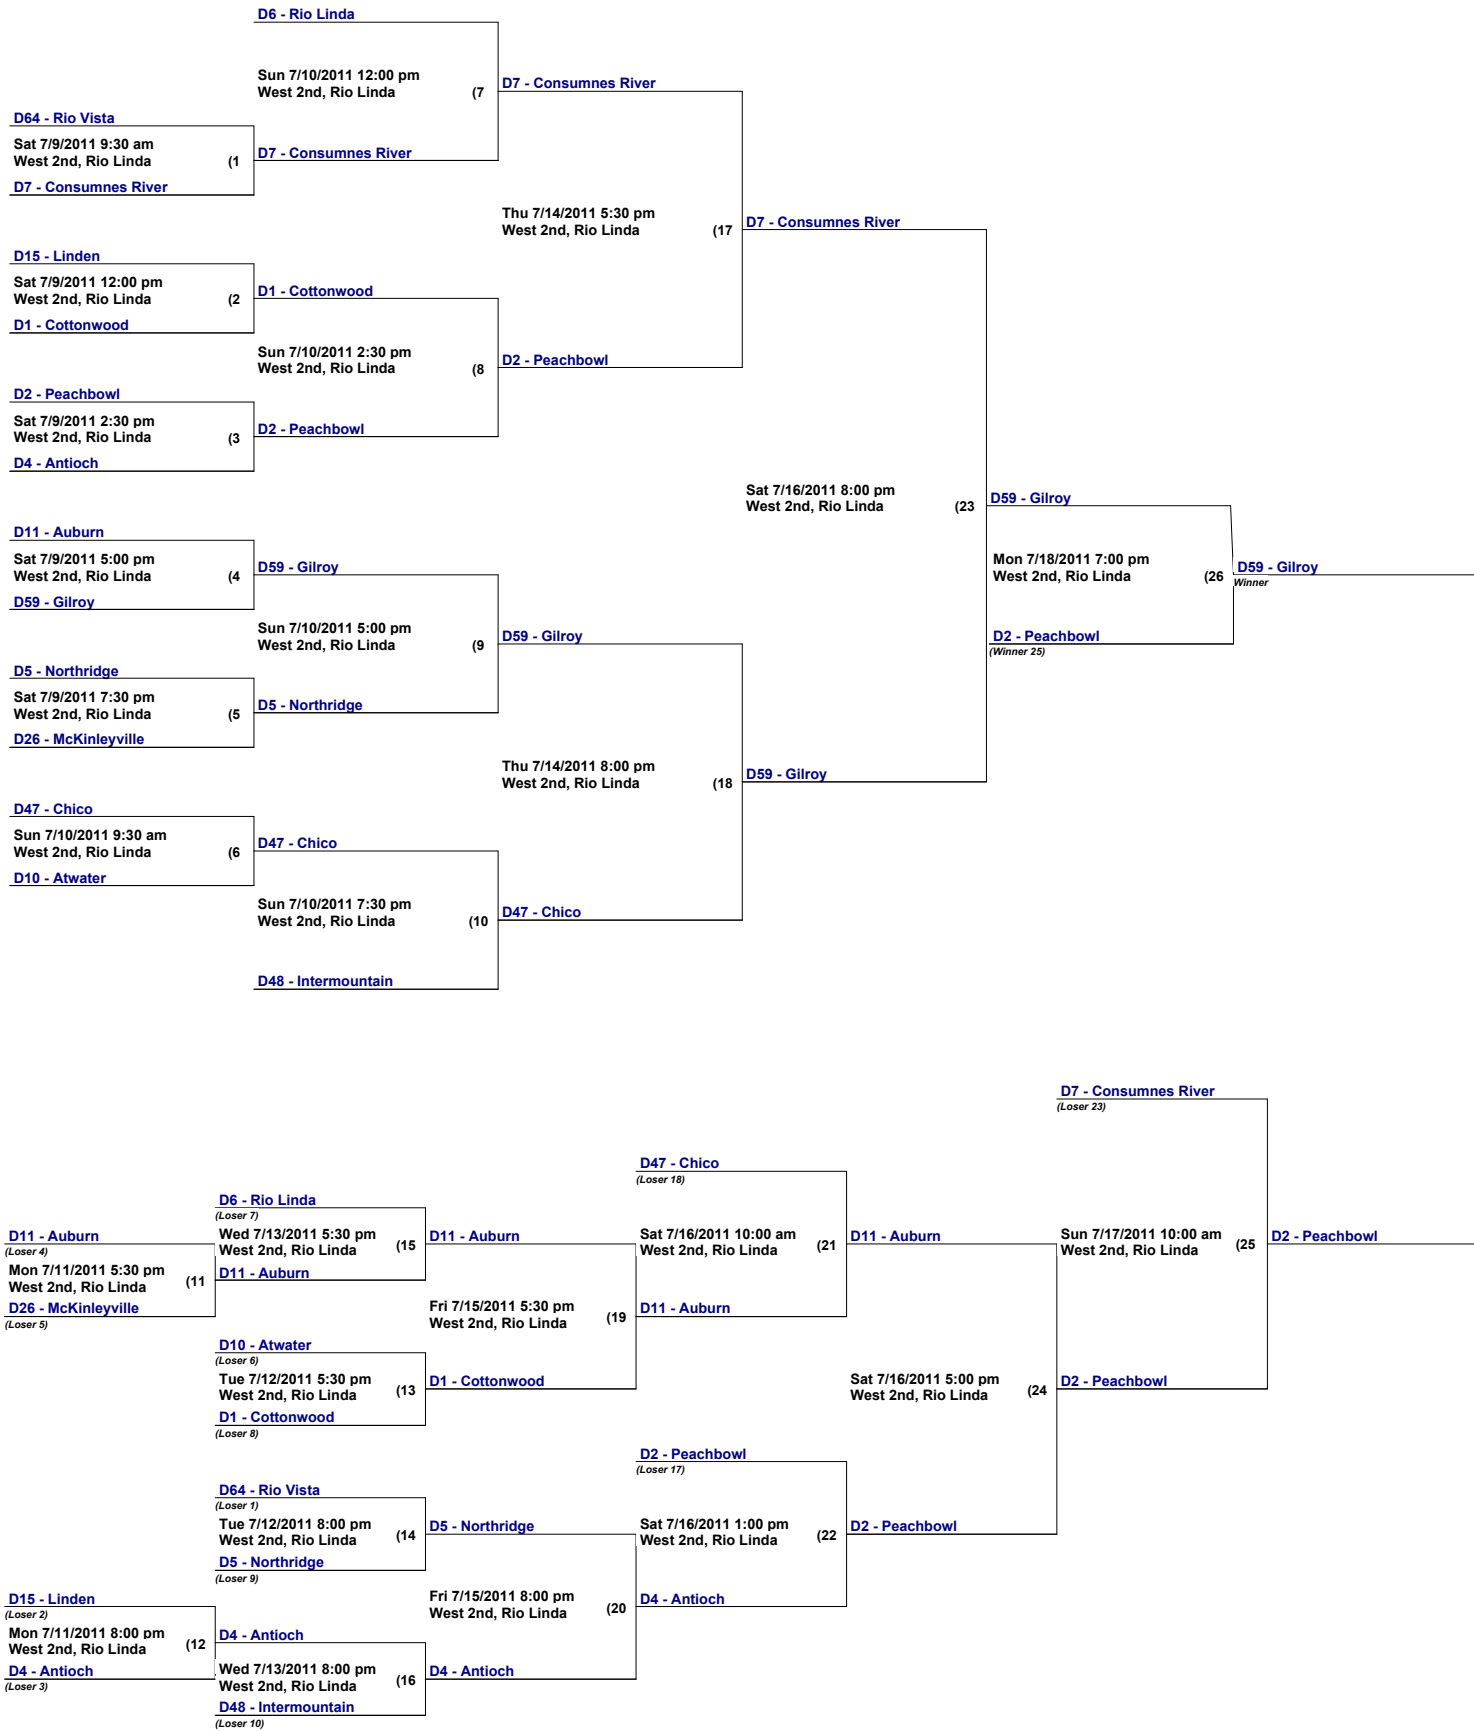 D6 - Rio Linda
Sun 7/10/2011 12:00 pm
West 2nd, Rio Linda (7
D7 - Consumnes River
D64 - Rio Vista
Sat 7/9/2011 9:30 am
West 2nd, Rio Linda (1
D7 - Consumnes River
D7 - Consumnes River
Thu 7/14/2011 5:30 pm
West 2nd, Rio Linda (17
D7 - Consumnes River
D15 - Linden
Sat 7/9/2011 12:00 pm
West 2nd, Rio Linda (2
D1 - Cottonwood
D1 - Cottonwood
Sun 7/10/2011 2:30 pm
West 2nd, Rio Linda (8
D2 - Peachbowl
D2 - Peachbowl
Sat 7/9/2011 2:30 pm
West 2nd, Rio Linda (3
D2 - Peachbowl
D4 - Antioch
Sat 7/16/2011 8:00 pm
West 2nd, Rio Linda (23
D59 - Gilroy
D11 - Auburn
Sat 7/9/2011 5:00 pm
West 2nd, Rio Linda (4
D59 - Gilroy
D59 - Gilroy
Mon 7/18/2011 7:00 pm
West 2nd, Rio Linda (26
D59 - Gilroy
Winner
Sun 7/10/2011 5:00 pm
West 2nd, Rio Linda (9
D59 - Gilroy
D2 - Peachbowl
(Winner 25)
D5 - Northridge
Sat 7/9/2011 7:30 pm
West 2nd, Rio Linda (5
D5 - Northridge
D26 - McKinleyville
Thu 7/14/2011 8:00 pm
West 2nd, Rio Linda (18
D59 - Gilroy
D47 - Chico
Sun 7/10/2011 9:30 am
West 2nd, Rio Linda (6
D47 - Chico
D10 - Atwater
Sun 7/10/2011 7:30 pm
West 2nd, Rio Linda (10
D47 - Chico
D48 - Intermountain
D7 - Consumnes River
(Loser 23)
D47 - Chico
(Loser 18)
D6 - Rio Linda
(Loser 7)
D11 - Auburn
(Loser 4)
Wed 7/13/2011 5:30 pm
West 2nd, Rio Linda (15
D11 - Auburn
Sat 7/16/2011 10:00 am
West 2nd, Rio Linda (21
D11 - Auburn
Sun 7/17/2011 10:00 am
West 2nd, Rio Linda (25
D2 - Peachbowl
Mon 7/11/2011 5:30 pm
West 2nd, Rio Linda (11
D11 - Auburn
D26 - McKinleyville
(Loser 5)
Fri 7/15/2011 5:30 pm
West 2nd, Rio Linda (19
D11 - Auburn
D10 - Atwater
(Loser 6)
Tue 7/12/2011 5:30 pm
West 2nd, Rio Linda (13
D1 - Cottonwood
D1 - Cottonwood
(Loser 8)
Sat 7/16/2011 5:00 pm
West 2nd, Rio Linda (24
D2 - Peachbowl
D2 - Peachbowl
(Loser 17)
D64 - Rio Vista
(Loser 1)
Tue 7/12/2011 8:00 pm
West 2nd, Rio Linda (14
D5 - Northridge
D5 - Northridge
(Loser 9)
Sat 7/16/2011 1:00 pm
West 2nd, Rio Linda (22
D2 - Peachbowl
D15 - Linden
(Loser 2)
Fri 7/15/2011 8:00 pm
West 2nd, Rio Linda (20
D4 - Antioch
Mon 7/11/2011 8:00 pm
West 2nd, Rio Linda (12
D4 - Antioch
D4 - Antioch
(Loser 3)
Wed 7/13/2011 8:00 pm
West 2nd, Rio Linda (16
D4 - Antioch
D48 - Intermountain
(Loser 10)